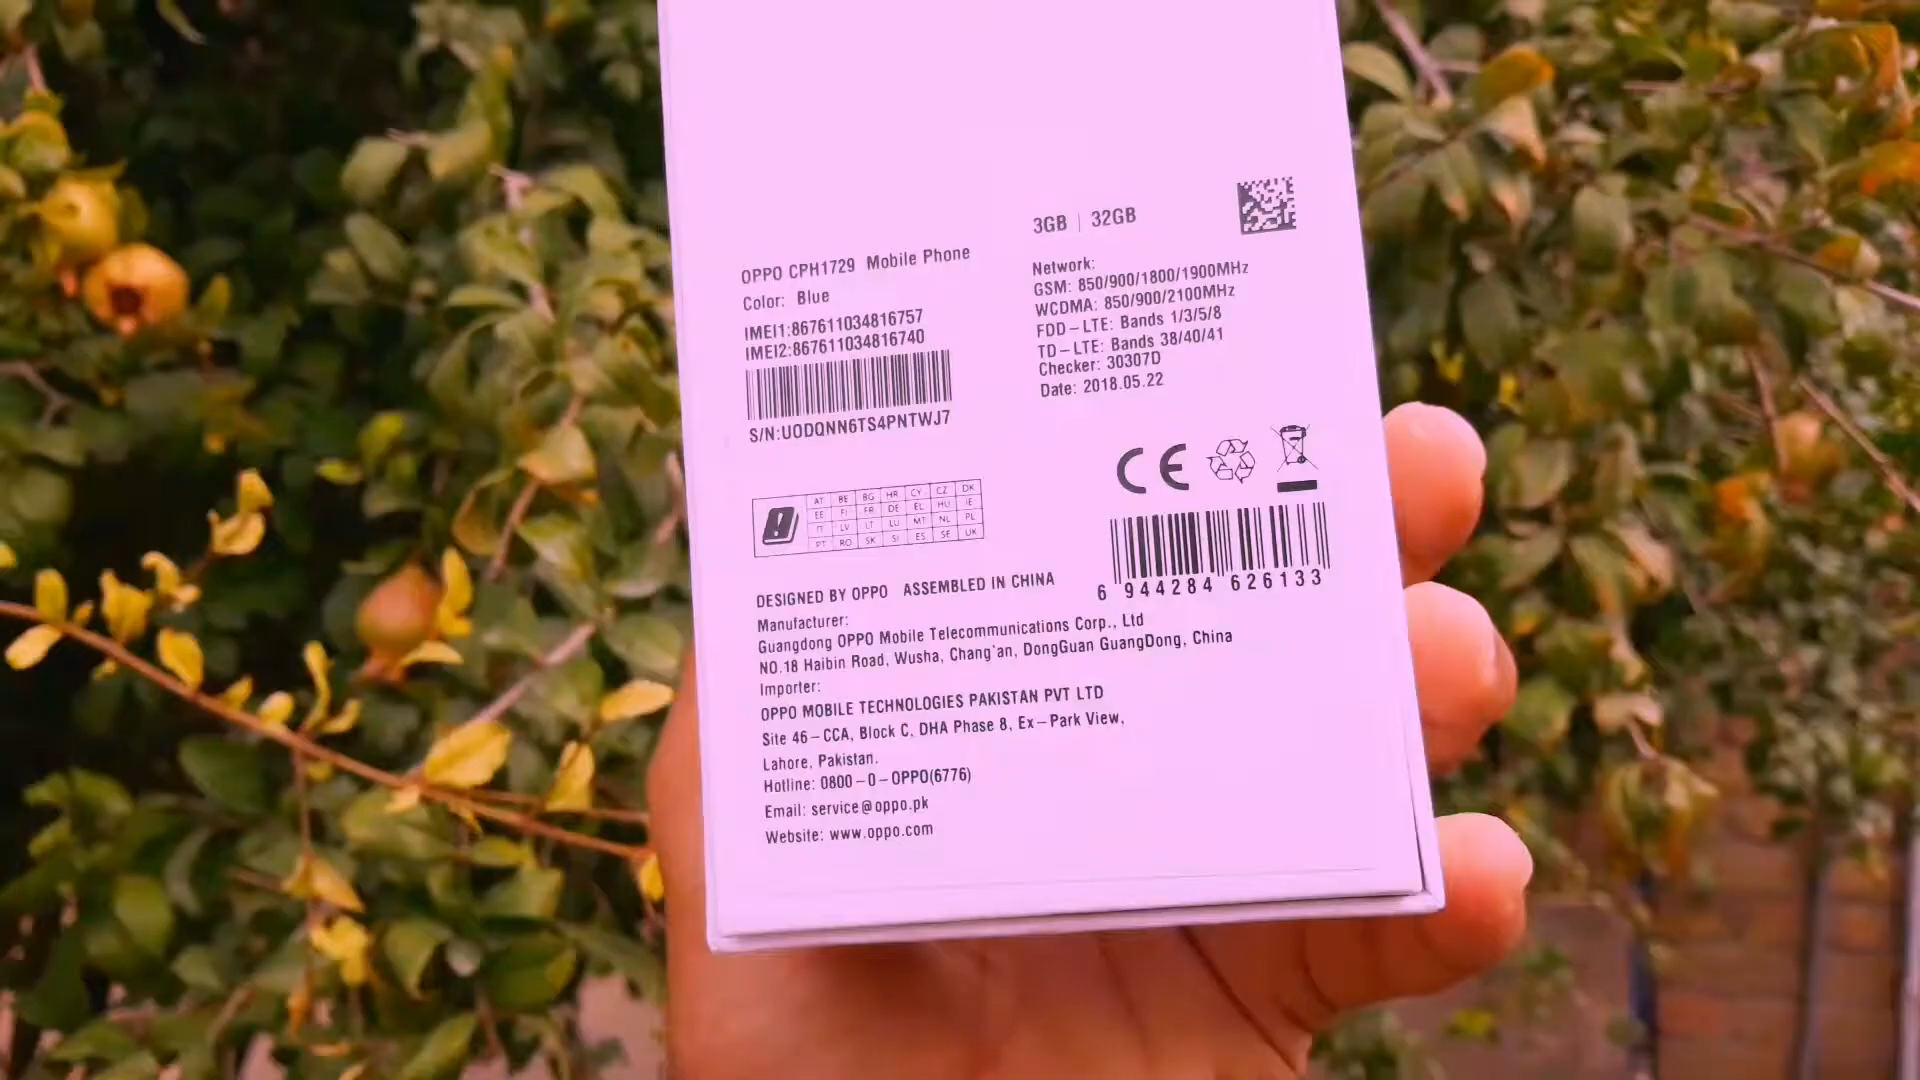 3GB | 32GB
OPPO CPH1729 Mobile Phone
Color: Blue
IMEI1:867611034816757
IMEI2:867611034816740
S/N:UODQNN6TS4PNTWJ7
Network:
GSM: 850/900/1800/1900MHz
WCDMA: 850/900/2100MHz
FDD-LTE: Bands 1/3/5/8
TD-LTE: Bands 38/40/41
Checker: 30307D
Date: 2018.05.22
CE
AT BE BG HR CY CZ DK
EE FI FR DE EL HU IE
IT LV LT LU MT NL PL
PT RO SK SI ES SE UK
6 944284 626133
DESIGNED BY OPPO ASSEMBLED IN CHINA
Manufacturer:
Guangdong OPPO Mobile Telecommunications Corp., Ltd
NO.18 Haibin Road, Wusha, Chang'an, DongGuan GuangDong, China
Importer:
OPPO MOBILE TECHNOLOGIES PAKISTAN PVT LTD
Site 46-CCA, Block C, DHA Phase 8, Ex-Park View,
Lahore, Pakistan.
Hotline: 0800-0-OPPO(6776)
Email: service@oppo.pk
Website: www.oppo.com